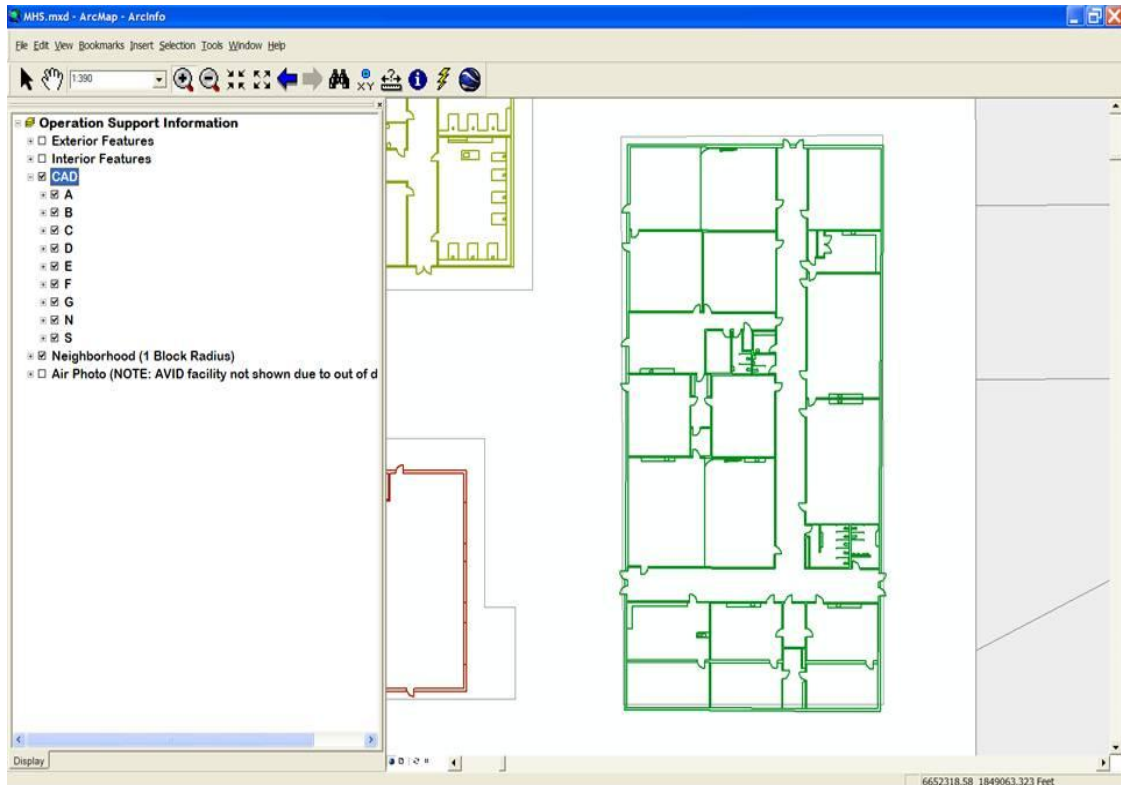 MHS.mxd - ArcMap - ArcInfo
File Edit View Bookmarks Insert Selection Tools Window Help
1:390
XY
Operation Support Information
Exterior Features
Interior Features
CAD
A
B
C
D
E
F
G
N
S
Neighborhood (1 Block Radius)
Air Photo (NOTE: AVID facility not shown due to out of d
Display
6652318.58 1849063.323 Feet